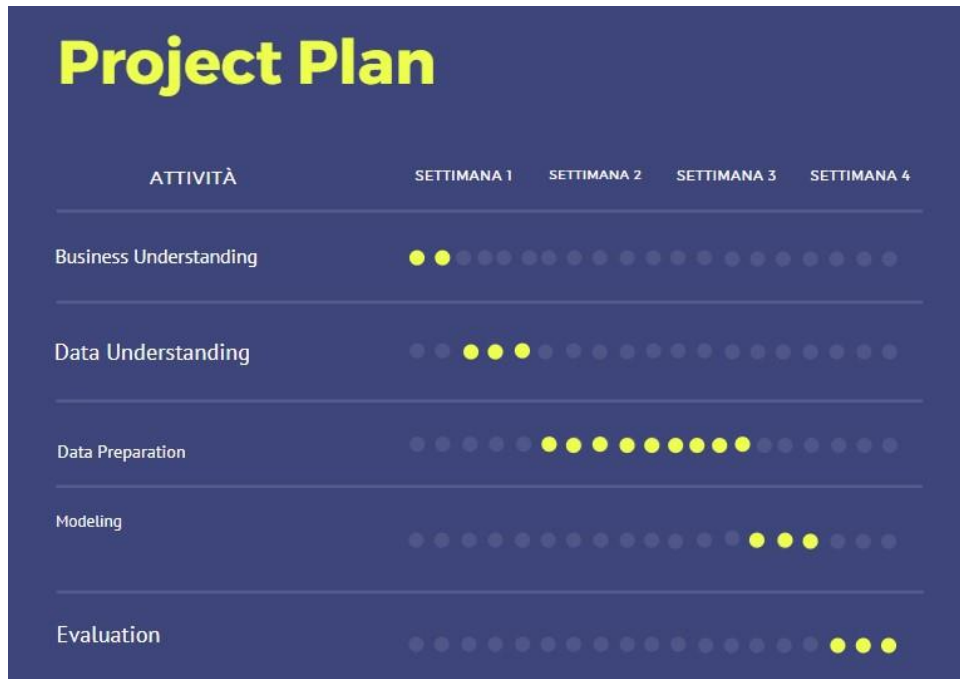 Project Plan
ATTIVITÀ SETTIMANA 1 SETTIMANA 2 SETTIMANA 3 SETTIMANA 4
Business Understanding
Data Understanding
Data Preparation
Modeling
Evaluation